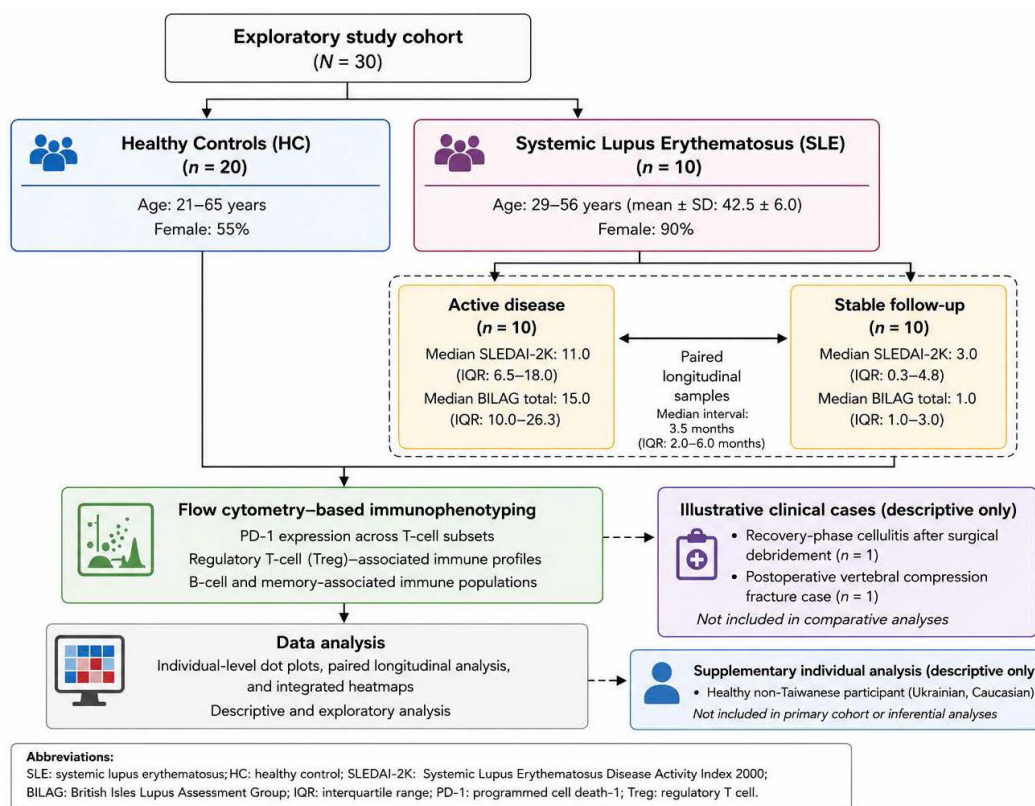 Exploratory study cohort
(N = 30)
Healthy Controls (HC)
(n = 20)
Age: 21–65 years
Female: 55%
Systemic Lupus Erythematosus (SLE)
(n = 10)
Age: 29–56 years (mean ± SD: 42.5 ± 6.0)
Female: 90%
Active disease
(n = 10)
Median SLEDAI-2K: 11.0
(IQR: 6.5–18.0)
Median BILAG total: 15.0
(IQR: 10.0–26.3)
Paired
longitudinal
samples
Median interval:
3.5 months
(IQR: 2.0–6.0 months)
Stable follow-up
(n = 10)
Median SLEDAI-2K: 3.0
(IQR: 0.3–4.8)
Median BILAG total: 1.0
(IQR: 1.0–3.0)
Flow cytometry–based immunophenotyping
PD-1 expression across T-cell subsets
Regulatory T-cell (Treg)–associated immune profiles
B-cell and memory-associated immune populations
Illustrative clinical cases (descriptive only)
• Recovery-phase cellulitis after surgical
debridement (n = 1)
• Postoperative vertebral compression
fracture case (n = 1)
Not included in comparative analyses
Data analysis
Individual-level dot plots, paired longitudinal analysis,
and integrated heatmaps
Descriptive and exploratory analysis
Supplementary individual analysis (descriptive only
• Healthy non-Taiwanese participant (Ukrainian, Caucasian)
Not included in primary cohort or inferential analyses
Abbreviations:
SLE: systemic lupus erythematosus; HC: healthy control; SLEDAI-2K: Systemic Lupus Erythematosus Disease Activity Index 2000;
BILAG: British Isles Lupus Assessment Group; IQR: interquartile range; PD-1: programmed cell death-1; Treg: regulatory T cell.